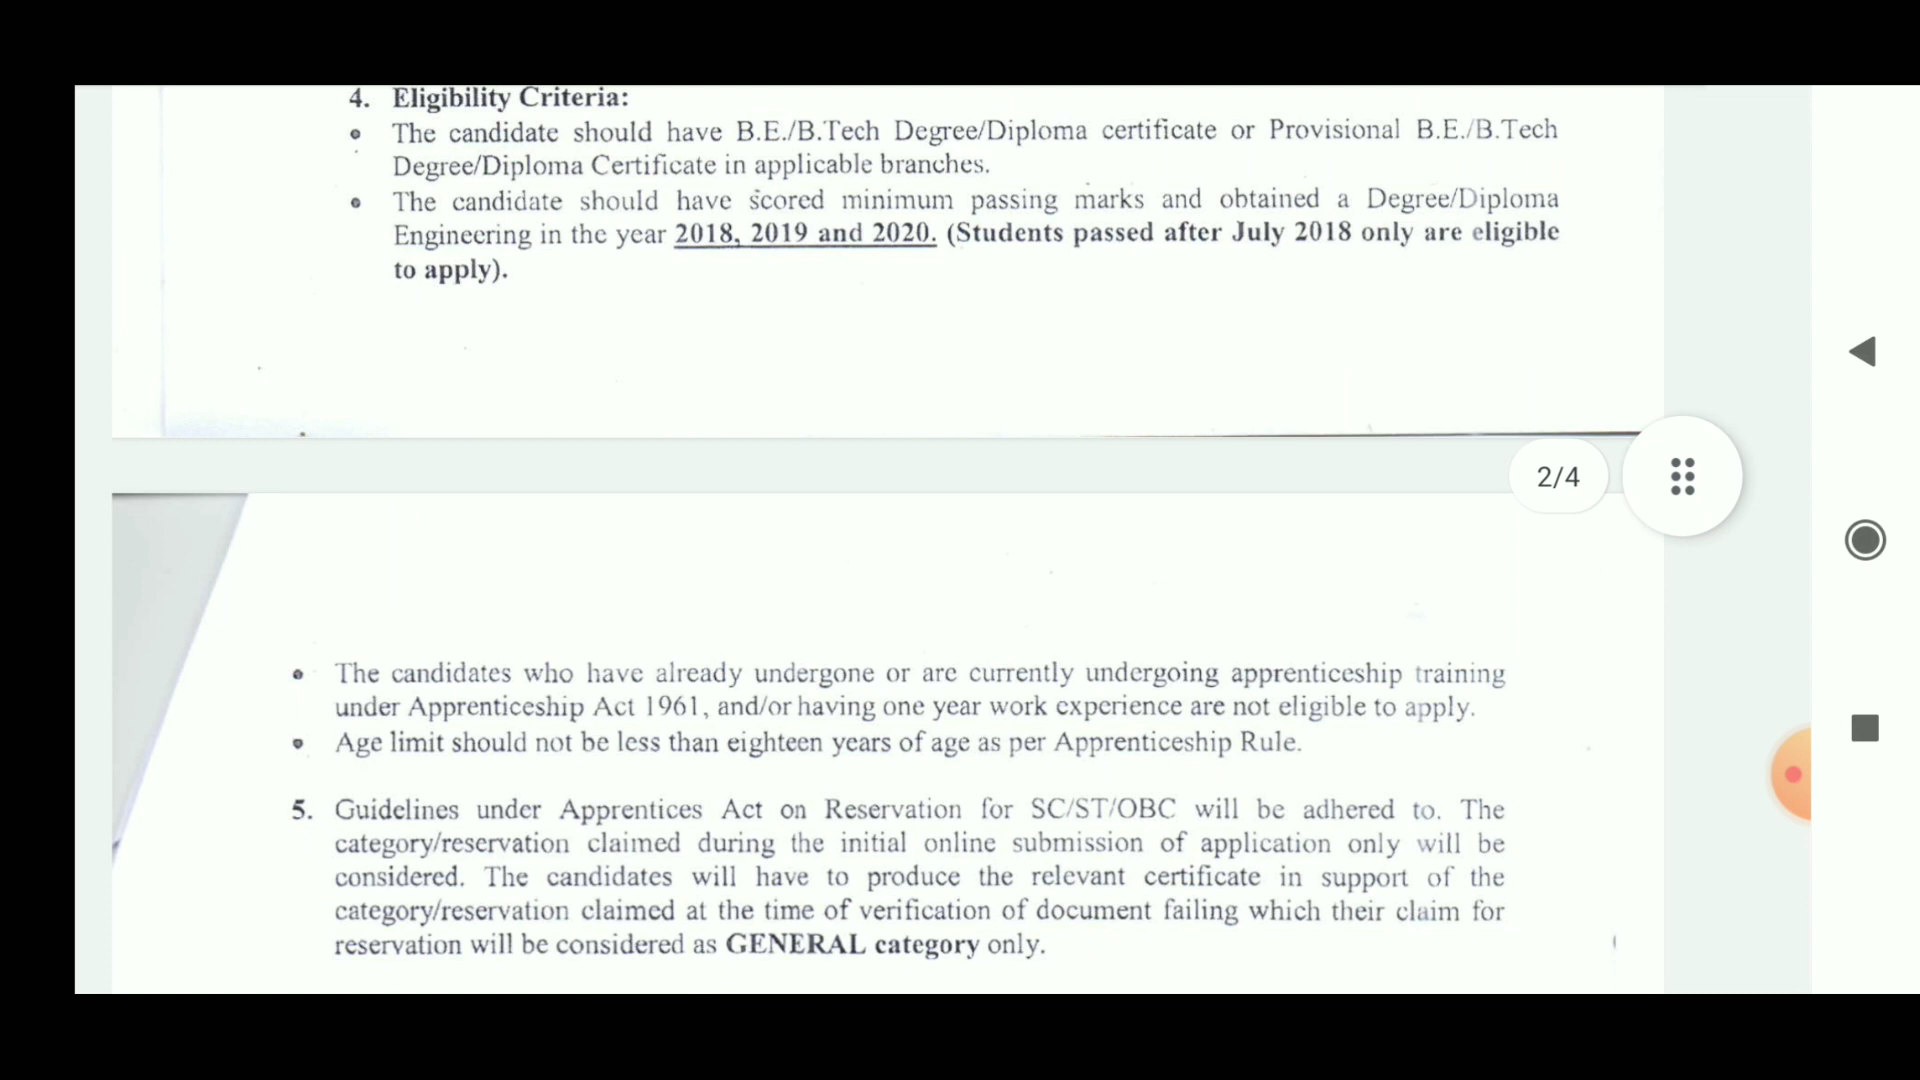 4. Eligibility Criteria:
• The candidate should have B.E./B.Tech Degree/Diploma certificate or Provisional B.E./B.Tech
Degree/Diploma Certificate in applicable branches.
• The candidate should have scored minimum passing marks and obtained a Degree/Diploma
Engineering in the year 2018, 2019 and 2020. (Students passed after July 2018 only are eligible
to apply).
2/4
• The candidates who have already undergone or are currently undergoing apprenticeship training
under Apprenticeship Act 1961, and/or having one year work experience are not eligible to apply.
• Age limit should not be less than eighteen years of age as per Apprenticeship Rule.
5. Guidelines under Apprentices Act on Reservation for SC/ST/OBC will be adhered to. The
category/reservation claimed during the initial online submission of application only will be
considered. The candidates will have to produce the relevant certificate in support of the
category/reservation claimed at the time of verification of document failing which their claim for
reservation will be considered as GENERAL category only.